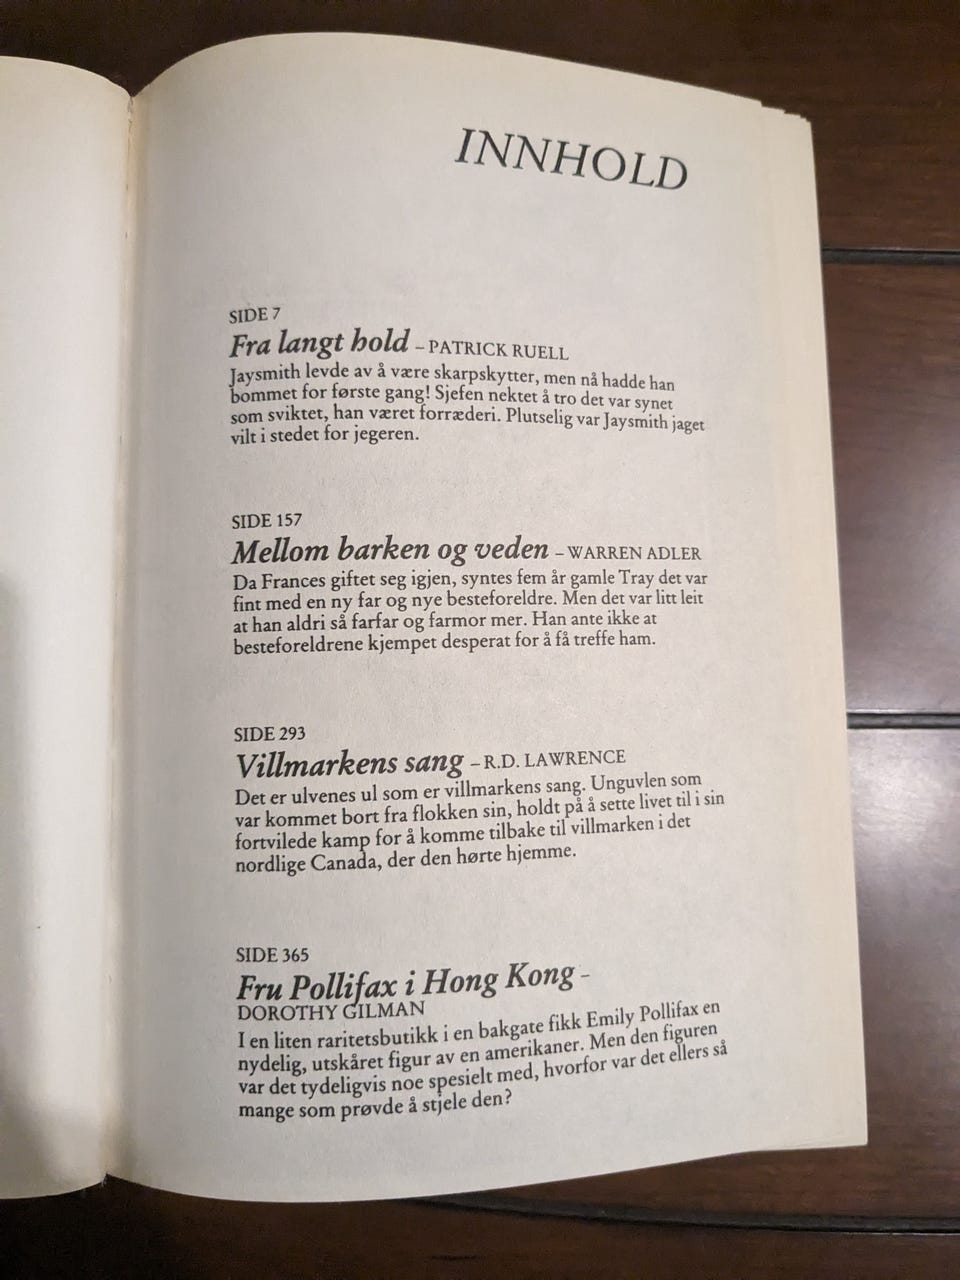 INNHOLD
SIDE 7
Fra langt hold – PATRICK RUELL
Jaysmith levde av å være skarpskytter, men nå hadde han
bommet for første gang! Sjefen nektet å tro det var synet
som sviktet, han været forræderi. Plutselig var Jaysmith jaget
vilt i stedet for jegeren.
SIDE 157
Mellom barken og veden – WARREN ADLER
Da Frances giftet seg igjen, syntes fem år gamle Tray det var
fint med en ny far og nye besteforeldre. Men det var litt leit
at han aldri så farfar og farmor mer. Han ante ikke at
besteforeldrene kjempet desperat for å få treffe ham.
SIDE 293
Villmarkens sang – R.D. LAWRENCE
Det er ulvenes ul som er villmarkens sang. Unguvlen som
var kommet bort fra flokken sin, holdt på å sette livet til i sin
fortvilede kamp for å komme tilbake til villmarken i det
nordlige Canada, der den hørte hjemme.
SIDE 365
Fru Pollifax i Hong Kong –
DOROTHY GILMAN
I en liten raritetsbutikk i en bakgate fikk Emily Pollifax en
nydelig, utskåret figur av en amerikaner. Men den figuren
var det tydeligvis noe spesielt med, hvorfor var det ellers så
mange som prøvde å stjele den?